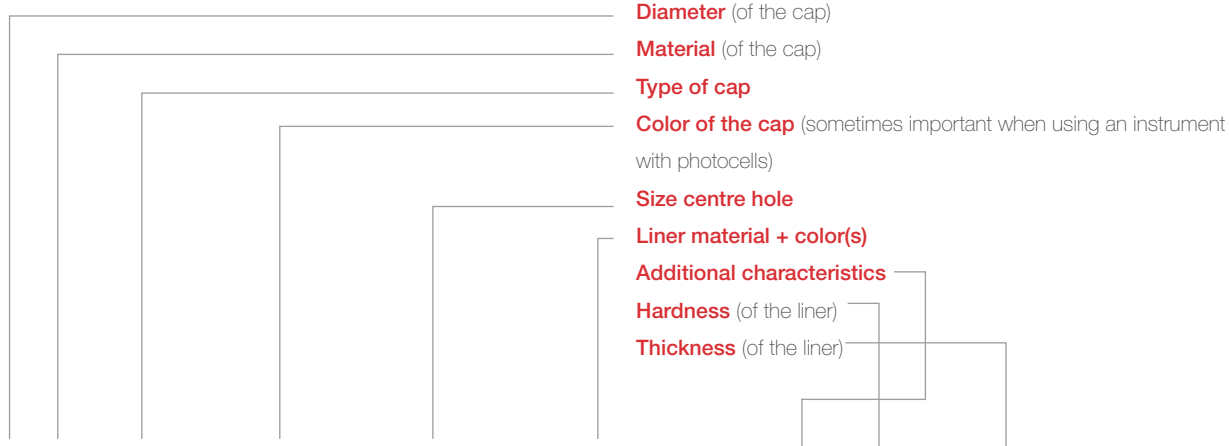 Diameter (of the cap)
Material (of the cap)
Type of cap
Color of the cap (sometimes important when using an instrument
with photocells)
Size centre hole
Liner material + color(s)
Additional characteristics
Hardness (of the liner)
Thickness (of the liner)